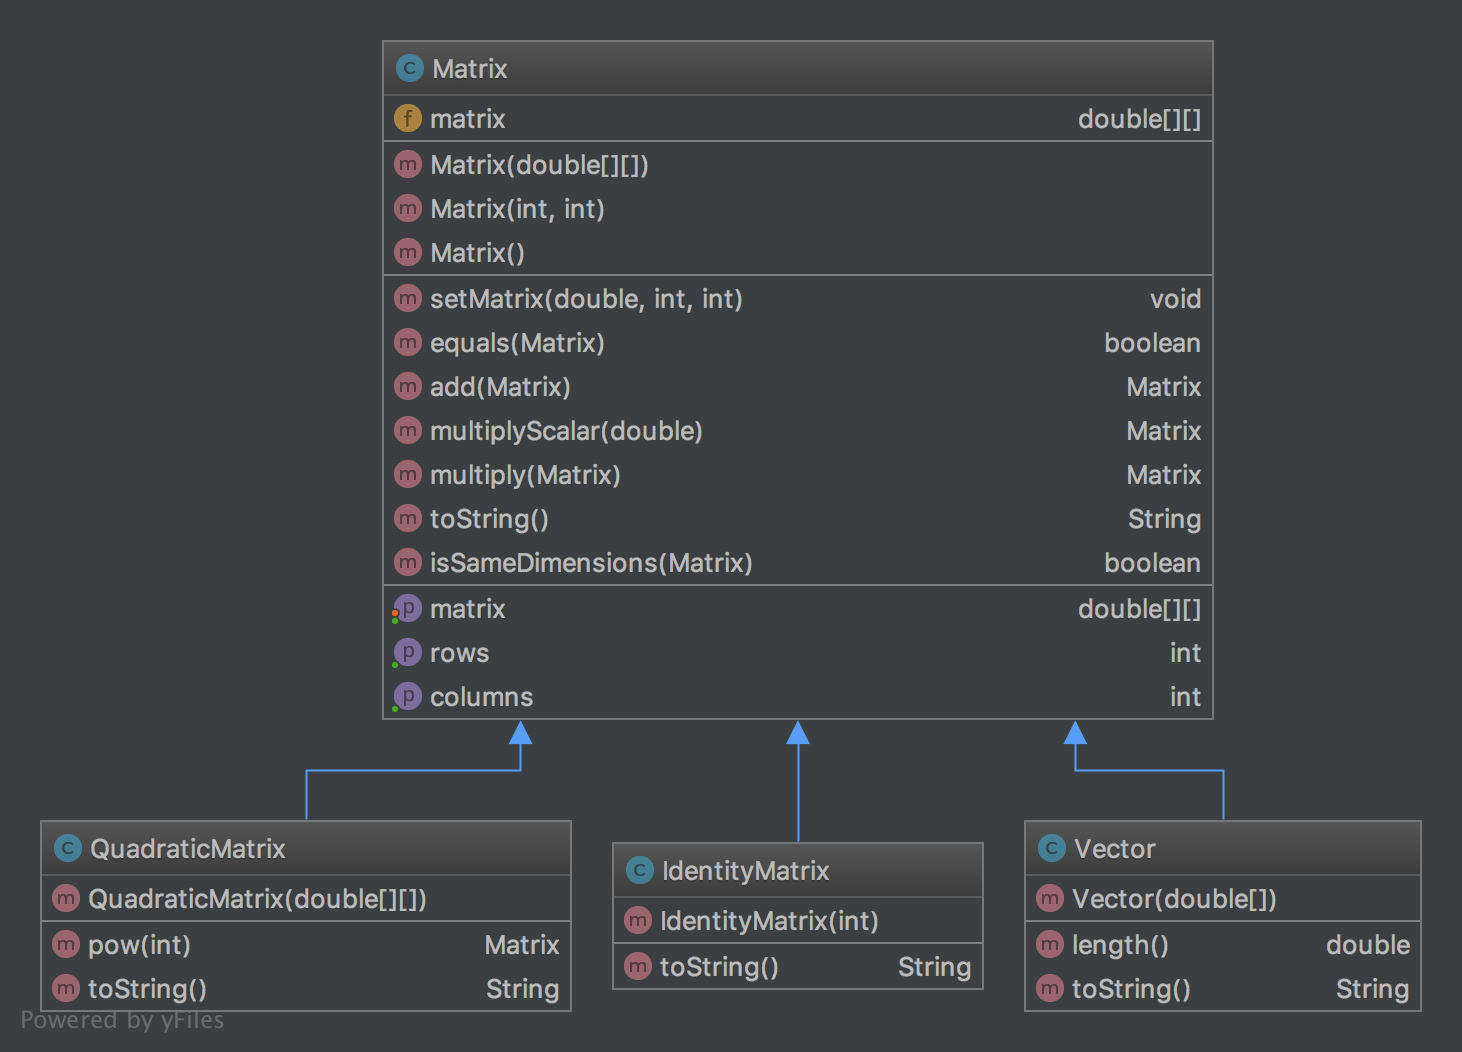 Matrix
matrix double[][]
Matrix(double[][])
Matrix(int, int)
Matrix()
setMatrix(double, int, int) void
equals(Matrix) boolean
add(Matrix) Matrix
multiplyScalar(double) Matrix
multiply(Matrix) Matrix
toString() String
isSameDimensions(Matrix) boolean
matrix double[][]
rows int
columns int
QuadraticMatrix
QuadraticMatrix(double[][])
pow(int) Matrix
toString() String
IdentityMatrix
IdentityMatrix(int)
toString() String
Vector
Vector(double[])
length() double
toString() String
Powered by yFiles